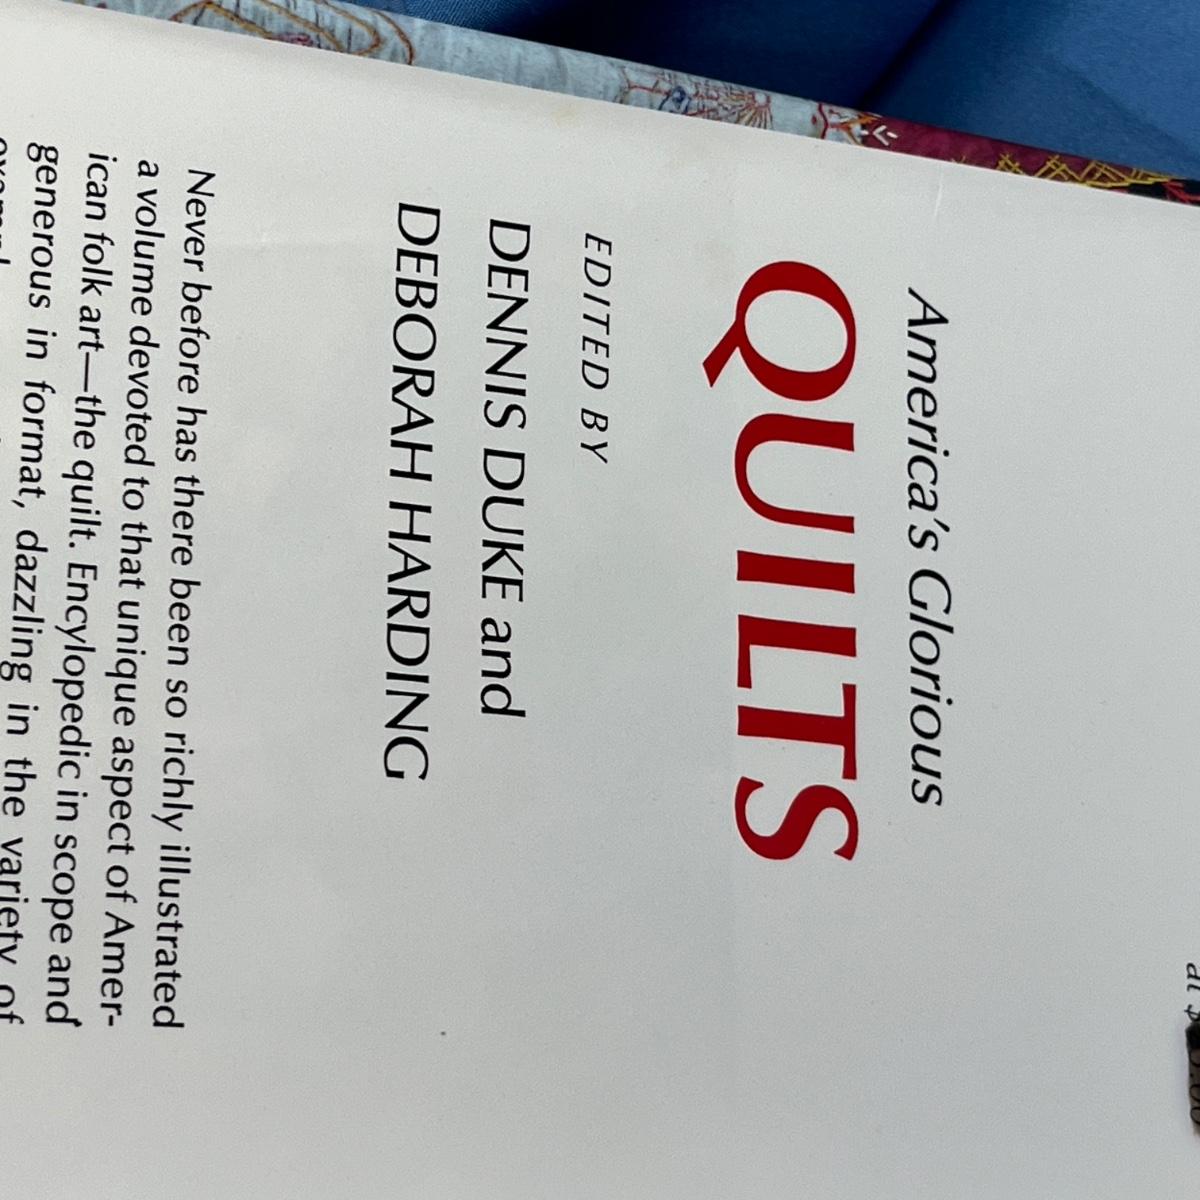 at $
America's Glorious
QUILTS
EDITED BY
DENNIS DUKE and
DEBORAH HARDING
Never before has there been so richly illustrated
a volume devoted to that unique aspect of Amer-
ican folk art—the quilt. Encylopedic in scope and
generous in format, dazzling in the variety of